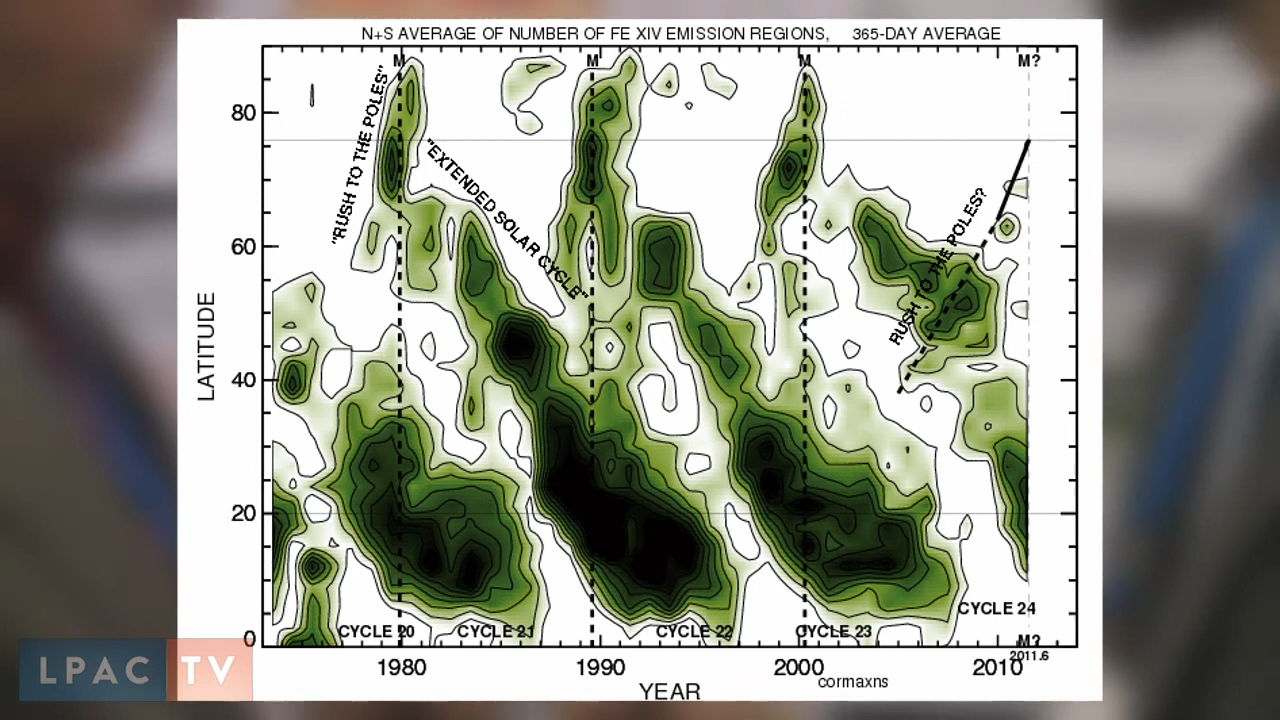 N+S AVERAGE OF NUMBER OF FE XIV EMISSION REGIONS, 365-DAY AVERAGE
M M M M?
"RUSH TO THE POLES"
"EXTENDED SOLAR CYCLE"
RUSH TO THE POLES?
80
60
40
20
0
LATITUDE
CYCLE 20 CYCLE 21 CYCLE 22 CYCLE 23 CYCLE 24
M?
1980 1990 2000 2010 2011.6
YEAR
cormaxns
LPAC TV